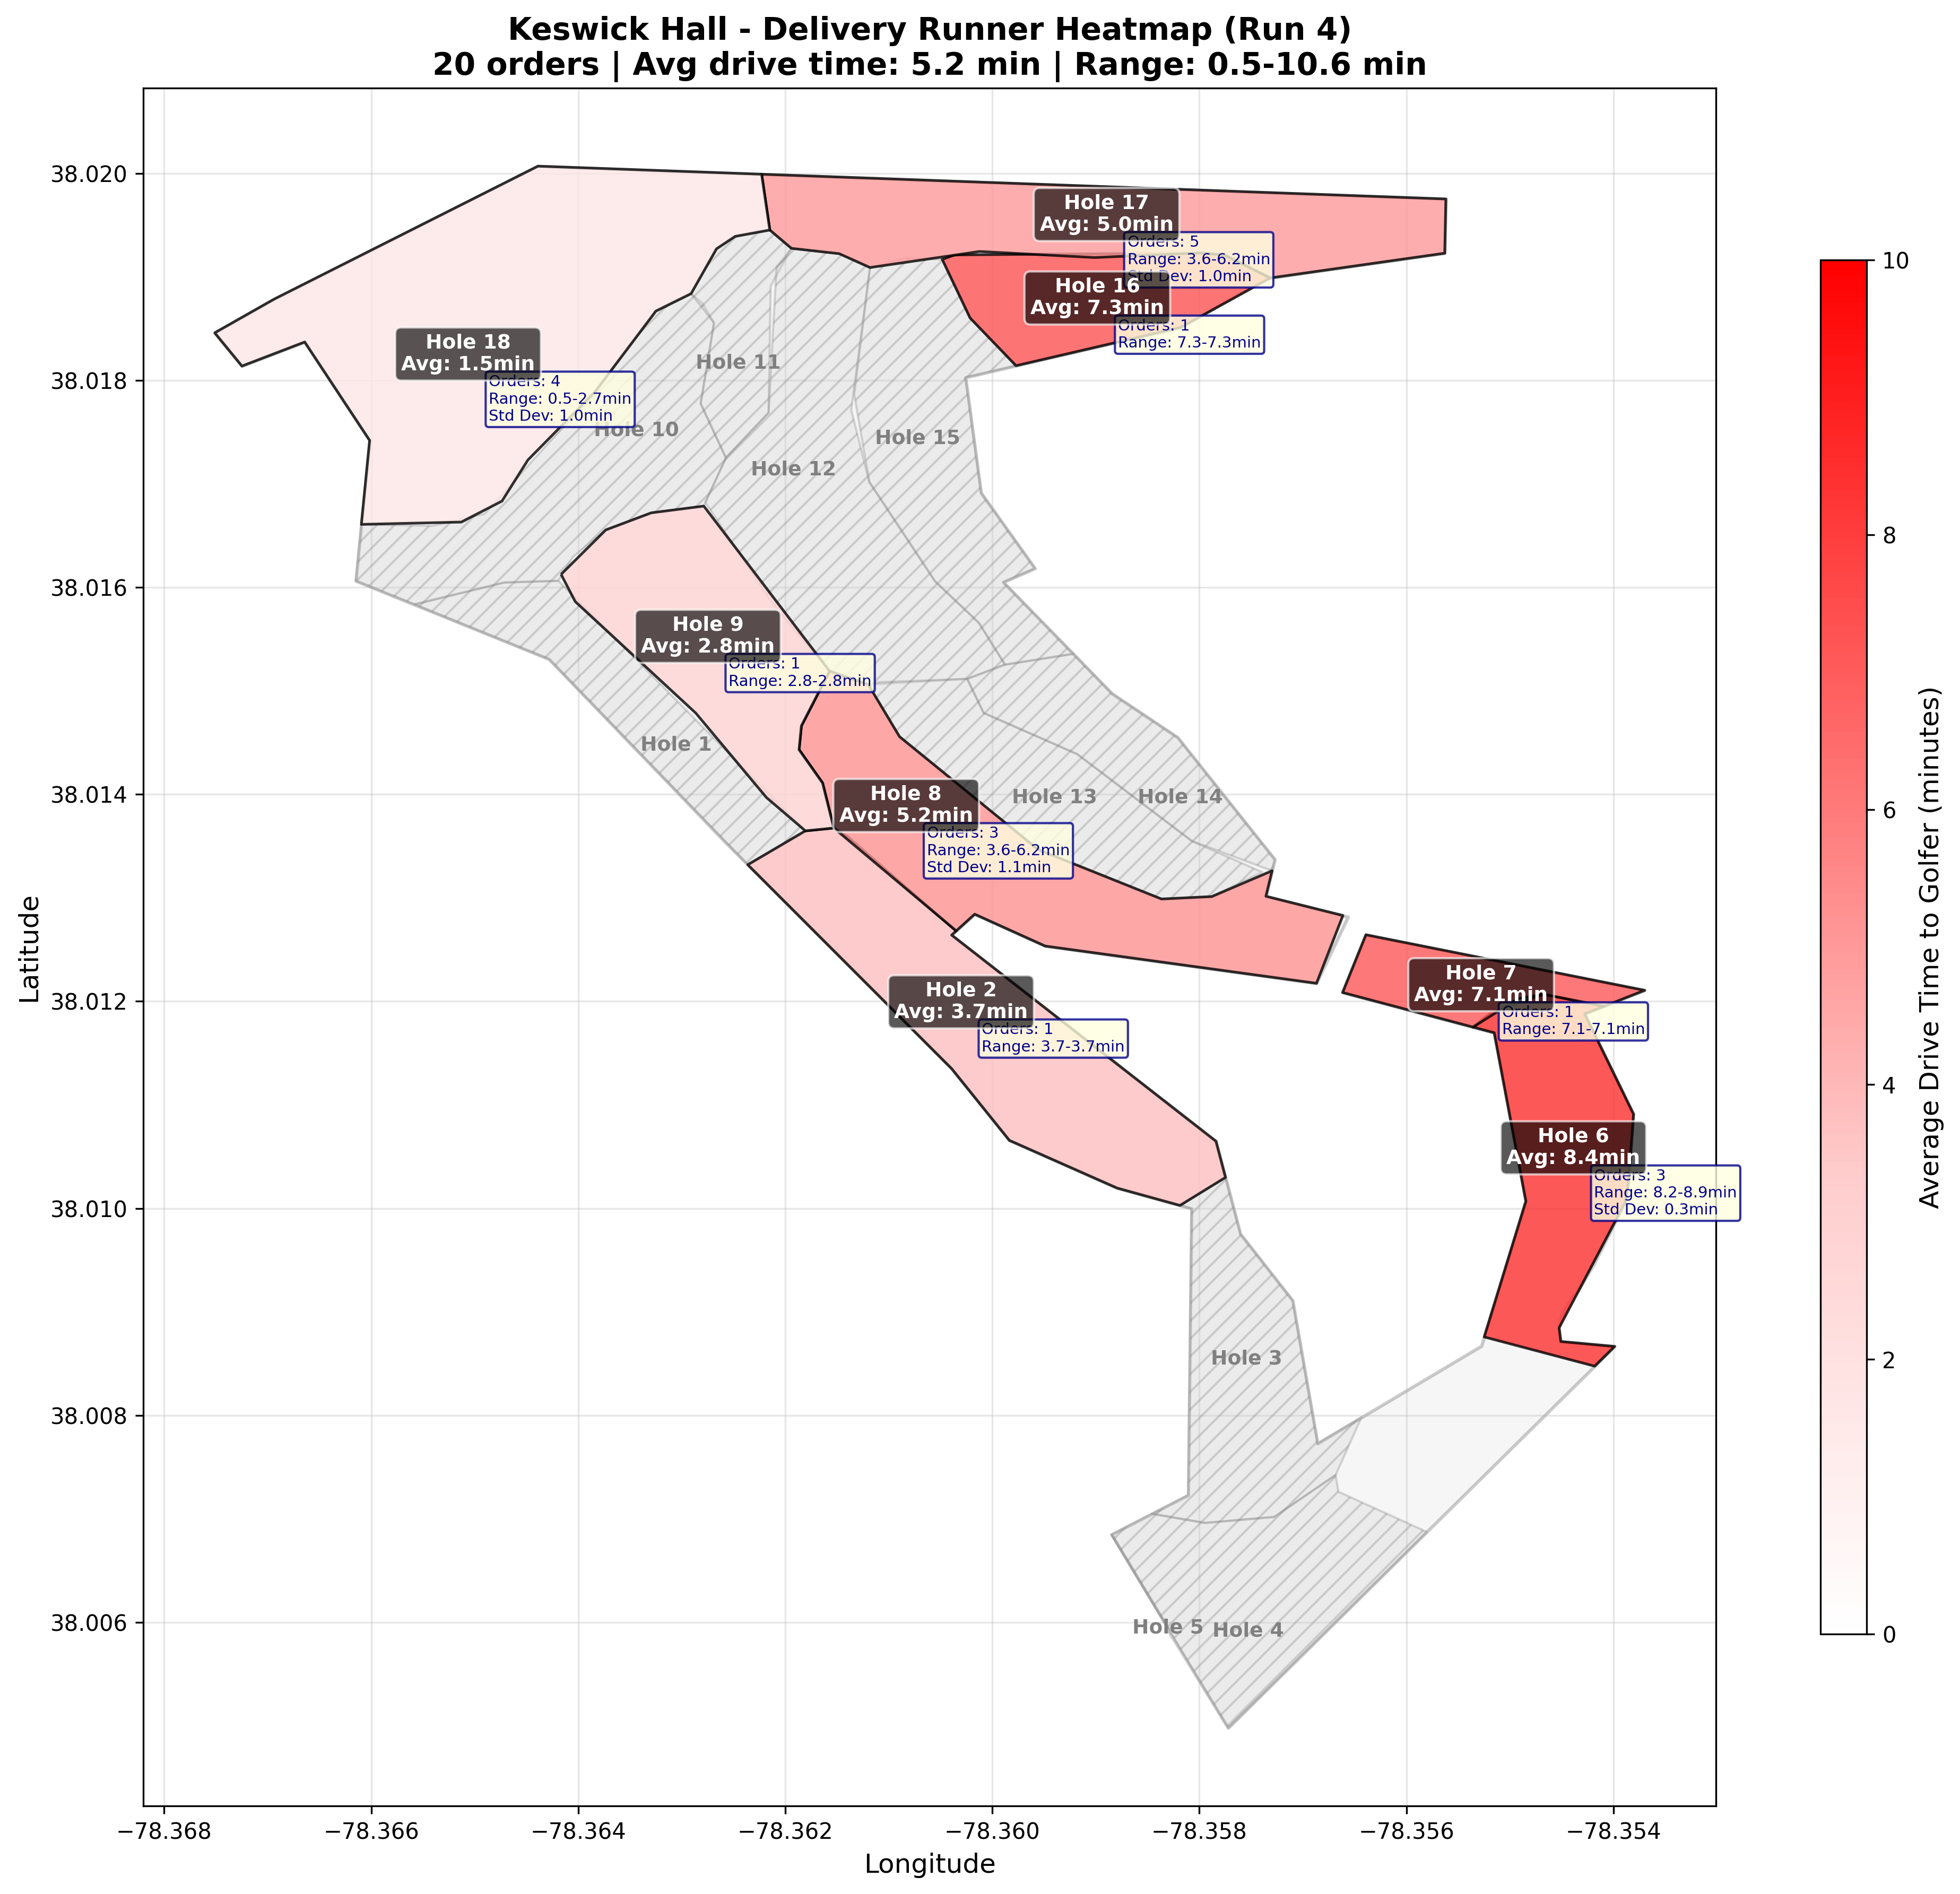 Keswick Hall - Delivery Runner Heatmap (Run 4)
20 orders | Avg drive time: 5.2 min | Range: 0.5-10.6 min
38.020
38.018
38.016
38.014
38.012
38.010
38.008
38.006
Latitude
Hole 17
Avg: 5.0min
Orders: 5
Range: 3.6-6.2min
Std Dev: 1.0min
Hole 16
Avg: 7.3min
Orders: 1
Range: 7.3-7.3min
Hole 18
Avg: 1.5min
Orders: 4
Range: 0.5-2.7min
Std Dev: 1.0min
Hole 11
Hole 10
Hole 15
Hole 12
Hole 9
Avg: 2.8min
Orders: 1
Range: 2.8-2.8min
Hole 1
Hole 8
Avg: 5.2min
Orders: 3
Range: 3.6-6.2min
Std Dev: 1.1min
Hole 13
Hole 14
Hole 2
Avg: 3.7min
Orders: 1
Range: 3.7-3.7min
Hole 7
Avg: 7.1min
Orders: 1
Range: 7.1-7.1min
Hole 6
Avg: 8.4min
Orders: 3
Range: 8.2-8.9min
Std Dev: 0.3min
Hole 3
Hole 5
Hole 4
−78.368
−78.366
−78.364
−78.362
−78.360
−78.358
−78.356
−78.354
Longitude
10
8
6
4
2
0
Average Drive Time to Golfer (minutes)